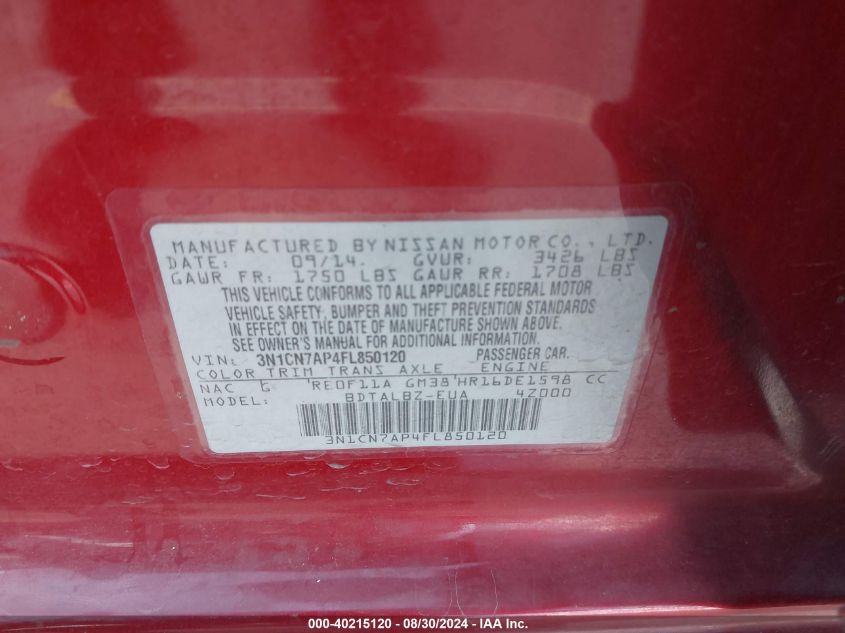 MANUFACTURED BY NISSAN MOTOR CO., LTD.
DATE: 09/14. GVWR: 3426 LBS
GAWR FR: 1750 LBS GAWR RR: 1708 LBS
THIS VEHICLE CONFORMS TO ALL APPLICABLE FEDERAL MOTOR
VEHICLE SAFETY, BUMPER AND THEFT PREVENTION STANDARDS
IN EFFECT ON THE DATE OF MANUFACTURE SHOWN ABOVE.
SEE OWNER'S MANUAL FOR ADDITIONAL INFORMATION.
VIN: 3N1CN7AP4FL850120 PASSENGER CAR.
COLOR TRIM TRANS AXLE ENGINE
NAC G RE0F11A GM38 HR16DE1598 CC
MODEL: BDTALBZ-EUA 4Z000
3N1CN7AP4FL850120
000-40215120 - 08/30/2024 - IAA Inc.